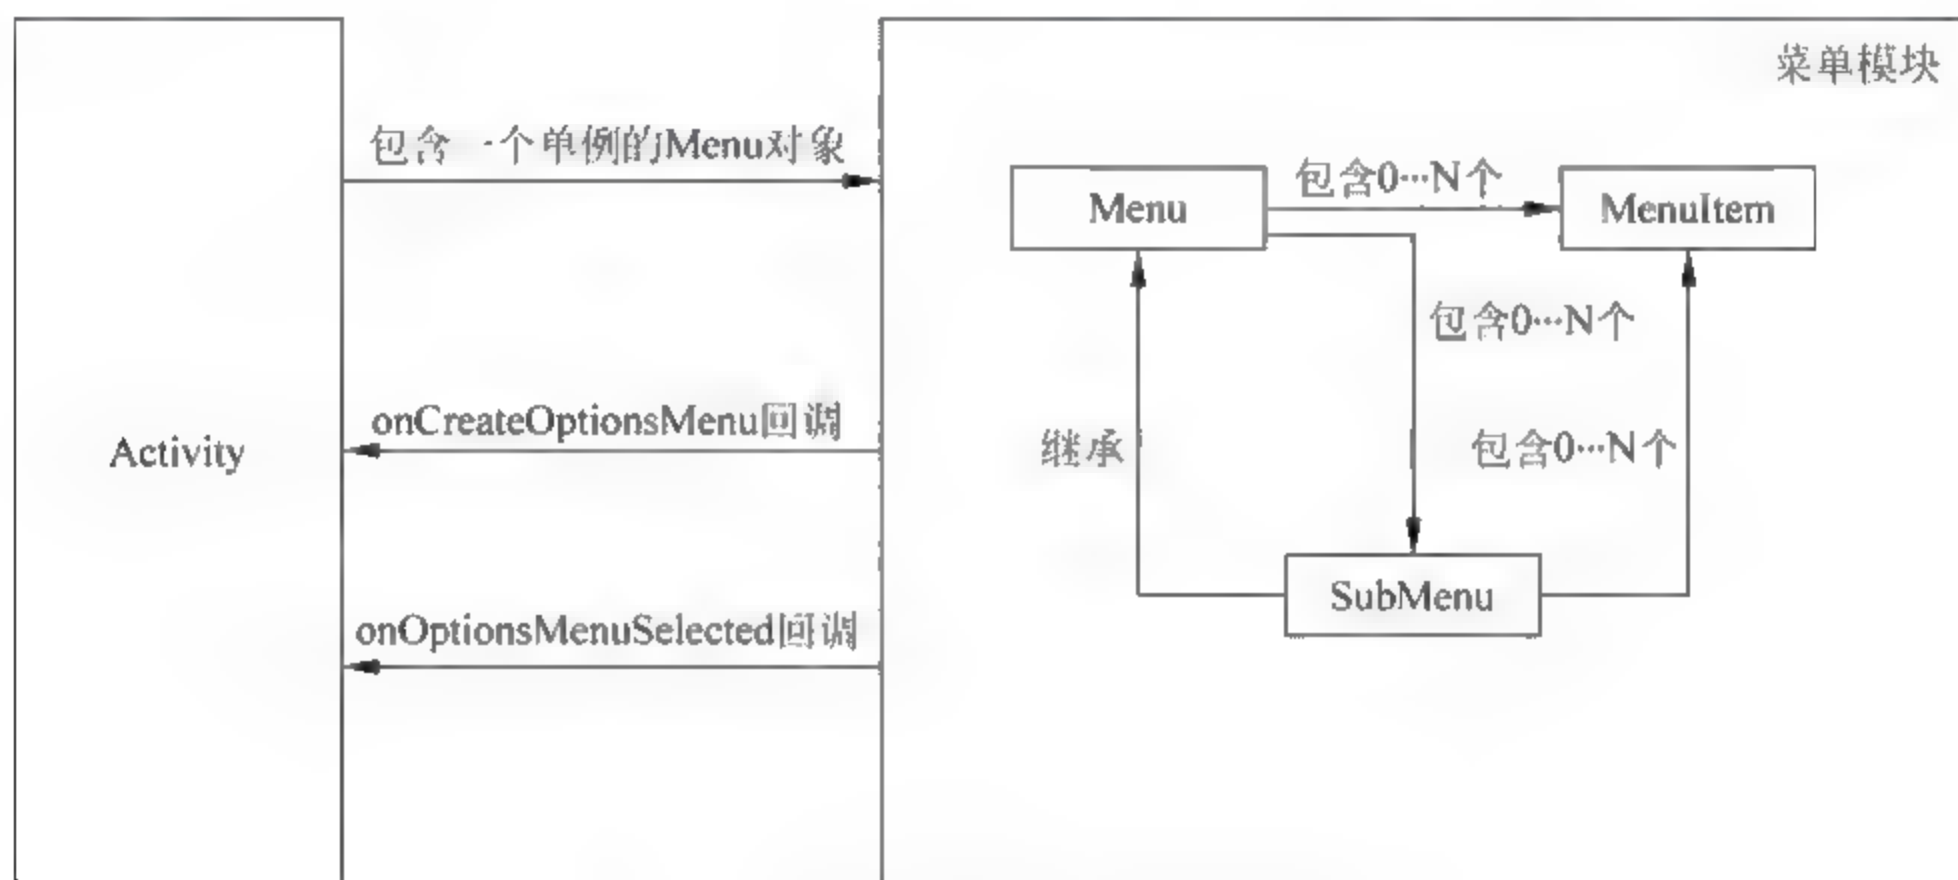 菜单模块
包含一个单例的Menu对象
Menu
包含0…N个
MenuItem
包含0…N个
onCreateOptionsMenu回调
Activity
继承
包含0…N个
SubMenu
onOptionsMenuSelected回调